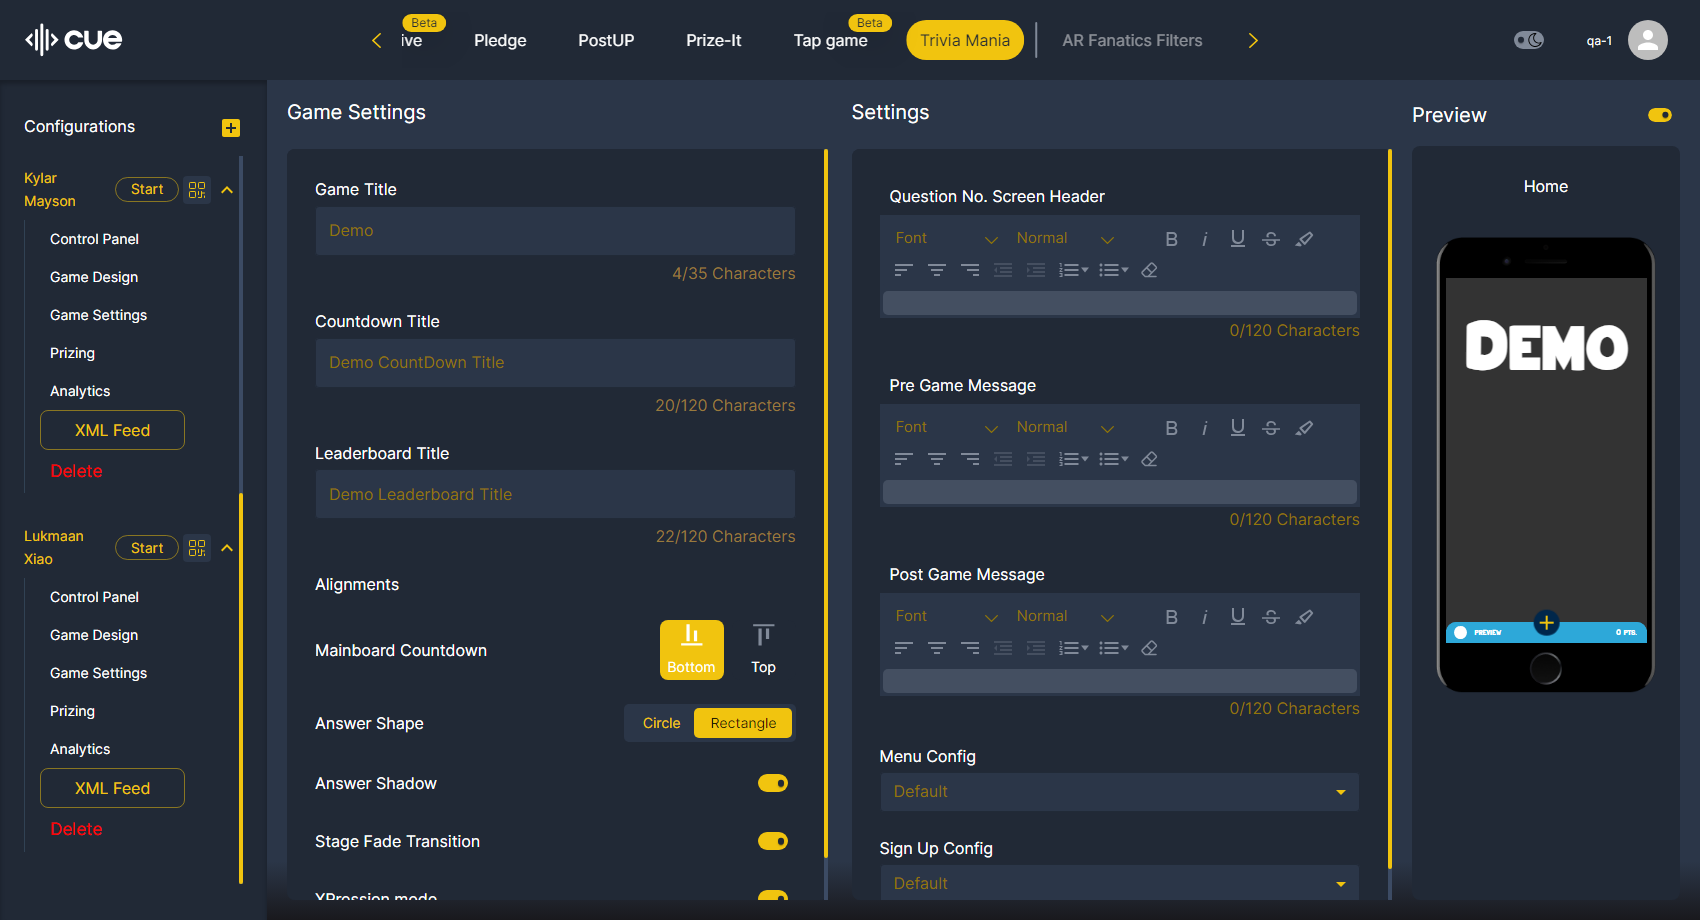 cue
ive
Beta
Pledge
PostUP
Prize-It
Tap game
Beta
Trivia Mania
AR Fanatics Filters
qa-1
Configurations
Kylar
Mayson
Start
Control Panel
Game Design
Game Settings
Prizing
Analytics
XML Feed
Delete
Lukmaan
Xiao
Start
Control Panel
Game Design
Game Settings
Prizing
Analytics
XML Feed
Delete
Game Settings
Game Title
Demo
4/35 Characters
Countdown Title
Demo CountDown Title
20/120 Characters
Leaderboard Title
Demo Leaderboard Title
22/120 Characters
Alignments
Mainboard Countdown
Bottom
Top
Answer Shape
Circle
Rectangle
Answer Shadow
Stage Fade Transition
XPression mode
Settings
Question No. Screen Header
Font
Normal
0/120 Characters
Pre Game Message
Font
Normal
0/120 Characters
Post Game Message
Font
Normal
0/120 Characters
Menu Config
Default
Sign Up Config
Default
Preview
Home
DEMO
PREVIEW
0 PTS.